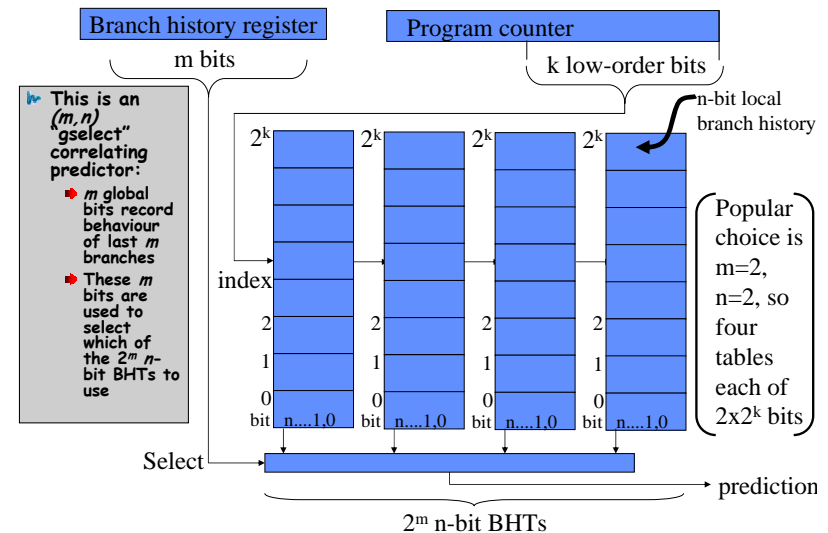 Branch history register
Program counter
m bits
k low-order bits
This is an
(m,n)
“gselect”
correlating
predictor:
m global
bits record
behaviour
of last m
branches
These m
bits are
used to
select
which of
the 2ᵐ n-
bit BHTs to
use
n-bit local
branch history
2ᵏ
2ᵏ
2ᵏ
2ᵏ
index
2
2
2
2
1
1
1
1
0
0
0
0
bit n....1,0
bit n....1,0
bit n....1,0
bit n....1,0
Popular
choice is
m=2,
n=2, so
four
tables
each of
2x2ᵏ bits
Select
prediction
2ᵐ n-bit BHTs